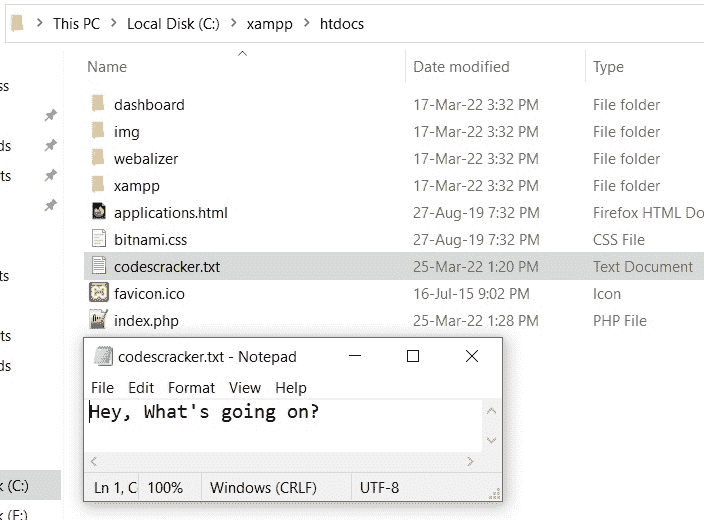 This PC > Local Disk (C:) > xampp > htdocs
Name Date modified Type
ss
dashboard 17-Mar-22 3:32 PM File folder
img 17-Mar-22 3:32 PM File folder
ds
webalizer 17-Mar-22 3:32 PM File folder
ts
xampp 17-Mar-22 3:32 PM File folder
applications.html 27-Aug-19 7:32 PM Firefox HTML Do
bitnami.css 27-Aug-19 7:32 PM CSS File
codescracker.txt 25-Mar-22 1:20 PM Text Document
ts
favicon.ico 16-Jul-15 9:02 PM Icon
index.php 25-Mar-22 1:28 PM PHP File
ts
ds
codescracker.txt - Notepad
File Edit Format View Help
Hey, What's going on?
k (C:)
Ln 1, C 100% Windows (CRLF) UTF-8
k (E:)